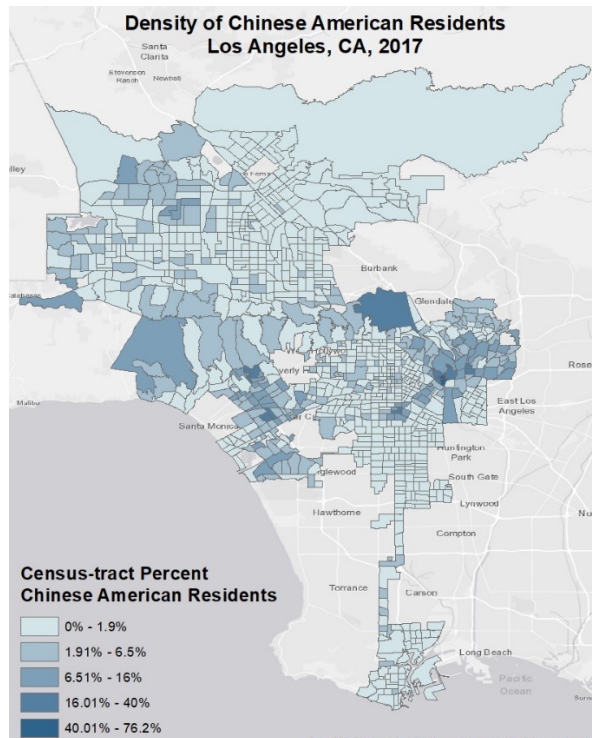 Density of Chinese American Residents
Los Angeles, CA, 2017
Santa
Clarita
Stevenson
Ranch
Newhall
Burbank
Glendale
Malibu
Santa Monica
East Los
Angeles
Huntington
Park
South Gate
Lynwood
Hawthorne
Compton
Torrance
Carson
Long Beach
Pacific
Ocean
Census-tract Percent
Chinese American Residents
0% - 1.9%
1.91% - 6.5%
6.51% - 16%
16.01% - 40%
40.01% - 76.2%